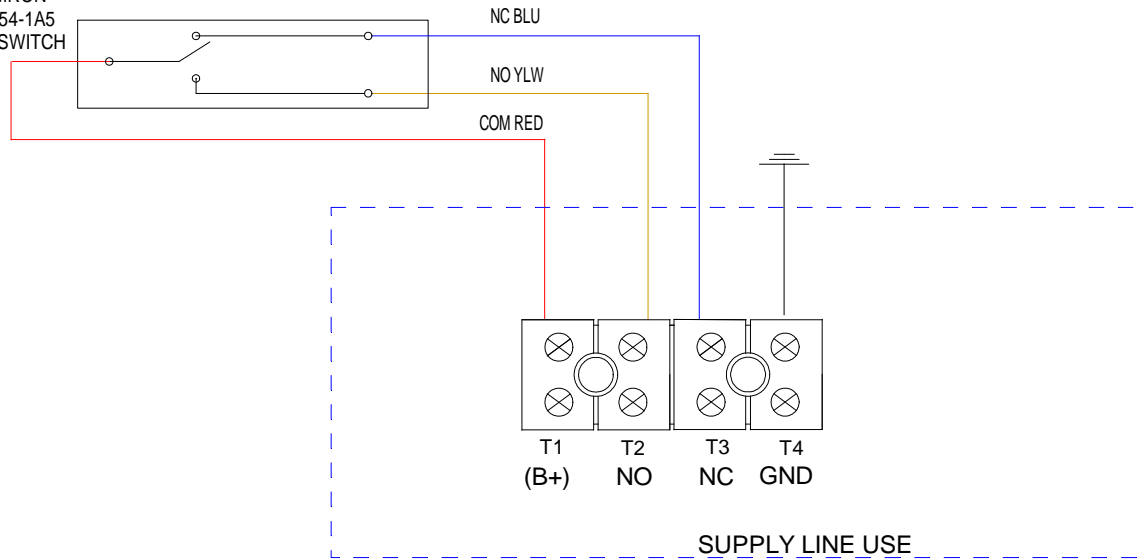 54-1A5
SWITCH
NC BLU
NO YLW
COM RED
T1 T2 T3 T4
(B+) NO NC GND
SUPPLY LINE USE